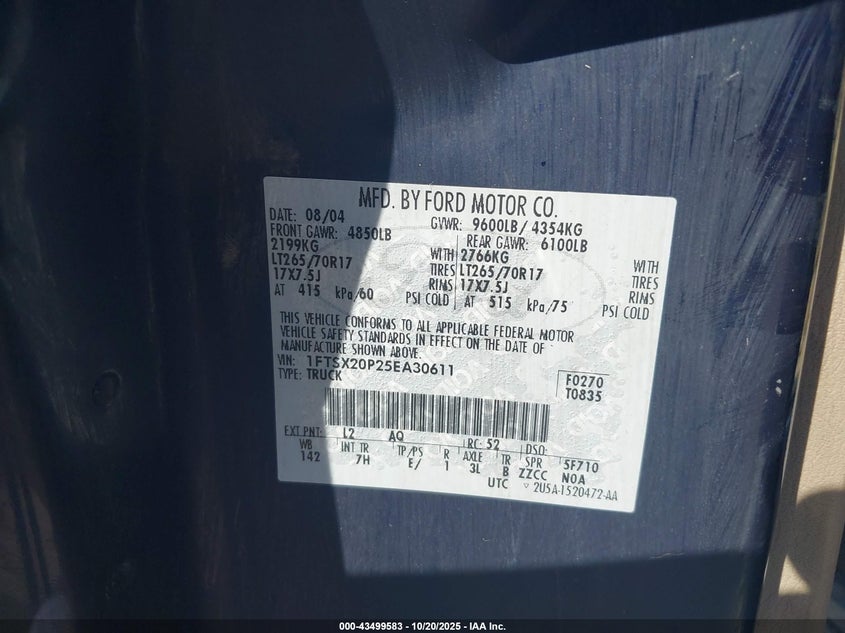 MFD. BY FORD MOTOR CO.
DATE: 08/04 GVWR: 9600LB/ 4354KG
FRONT GAWR: 4850LB REAR GAWR: 6100LB
2199KG WITH 2766KG WITH
LT265/70R17 TIRES LT265/70R17 TIRES
17X7.5J RIMS 17X7.5J RIMS
AT 415 kPa/60 PSI COLD AT 515 kPa/75 PSI COLD
THIS VEHICLE CONFORMS TO ALL APPLICABLE FEDERAL MOTOR
VEHICLE SAFETY STANDARDS IN EFFECT ON THE DATE OF
MANUFACTURE SHOWN ABOVE.
VIN: 1FTSX20P25EA30611
TYPE: TRUCK
F0270
T0835
EXT PNT: L2 AQ RC: 52 DSO:
WB INT TR TP/PS R AXLE TR SPR 5F710
142 7H E/ 1 3L B ZZCC NOA
UTC ▽ 2U5A-1520472-AA
000-43499583 - 10/20/2025 - IAA Inc.